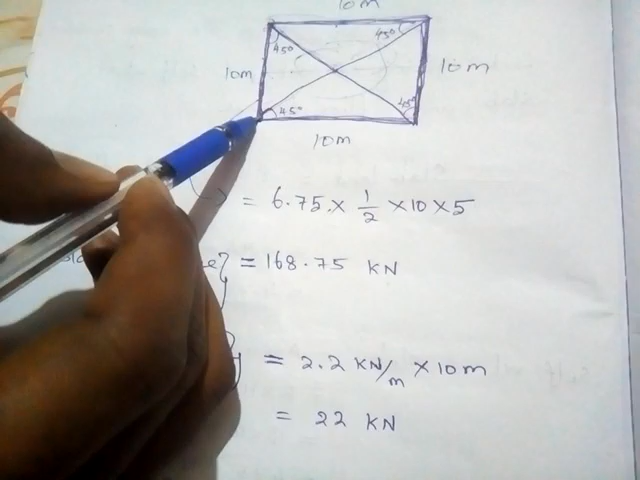 10m
45° 45°
10m 10m
45° 45°
10m
= 6.75 × 1/2 × 10 × 5
= 168.75 KN
= 2.2 KN/m × 10m
= 22 KN